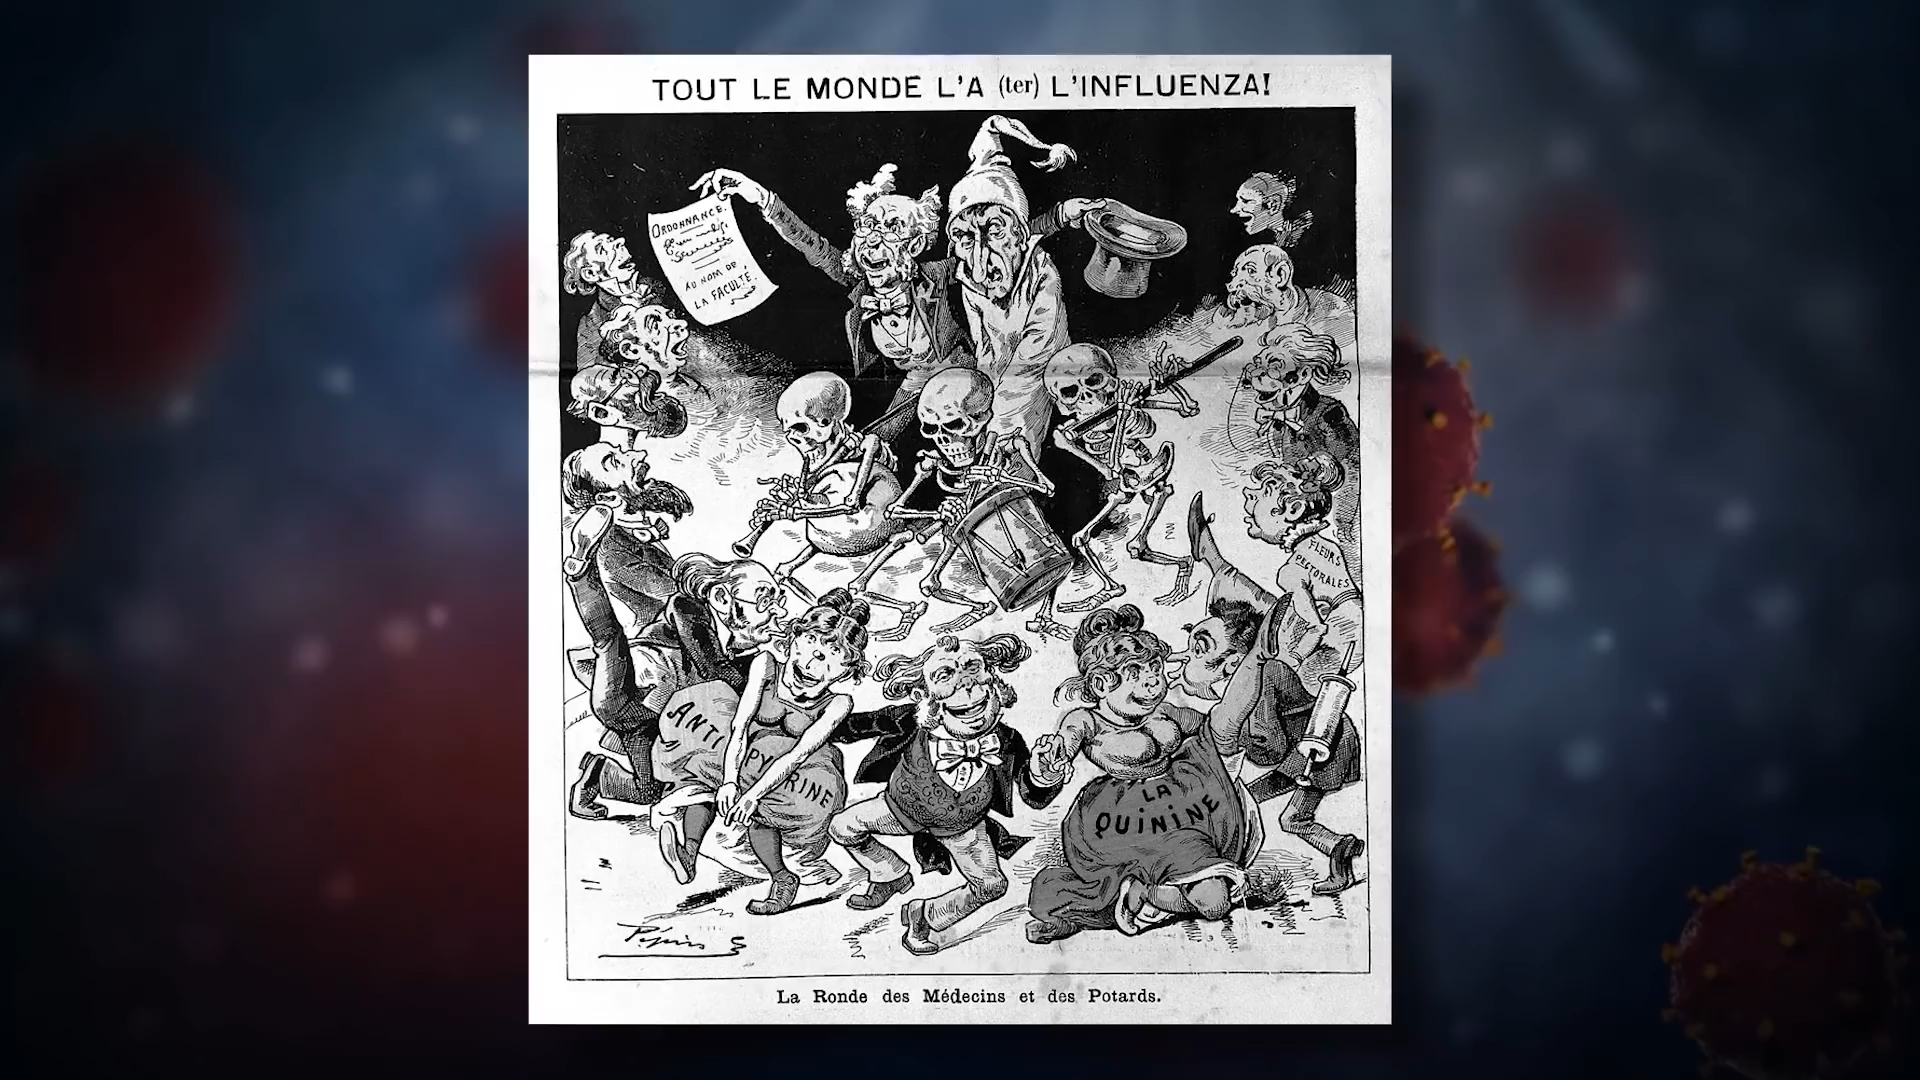 TOUT LE MONDE L'A (ter) L'INFLUENZA!
ORDONNANCE.
AU NOM DE
LA FACULTÉ.
FLEURS
PECTORALES
ANTI
PYRINE
LA
QUININE
Pépin
La Ronde des Médecins et des Potards.